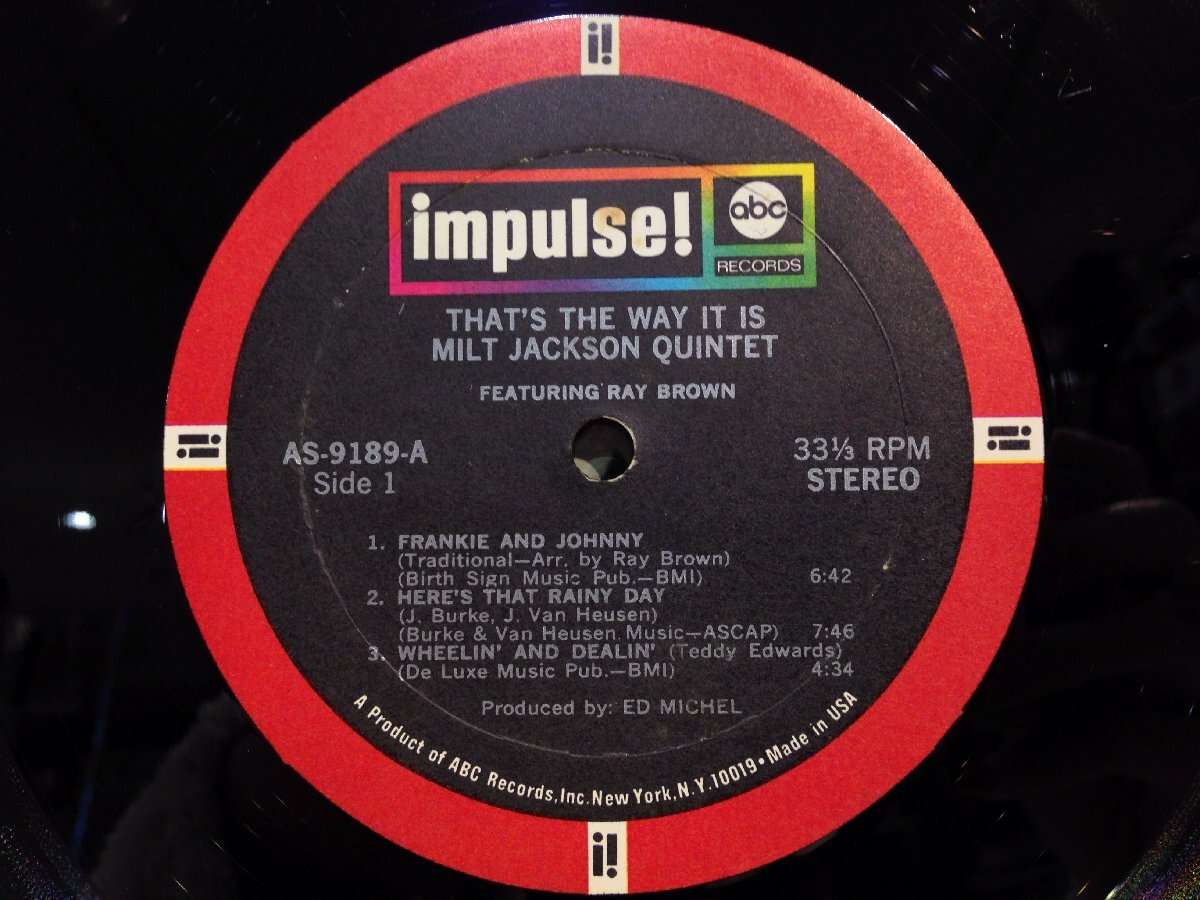 i!
impulse!
abc
RECORDS
THAT'S THE WAY IT IS
MILT JACKSON QUINTET
FEATURING RAY BROWN
i!
i!
AS-9189-A
Side 1
33⅓ RPM
STEREO
1. FRANKIE AND JOHNNY
(Traditional—Arr. by Ray Brown)
(Birth Sign Music Pub.—BMI) 6:42
2. HERE'S THAT RAINY DAY
(J. Burke, J. Van Heusen)
(Burke & Van Heusen Music—ASCAP) 7:46
3. WHEELIN' AND DEALIN' (Teddy Edwards)
(De Luxe Music Pub.—BMI) 4:34
Produced by: ED MICHEL
A Product of ABC Records, Inc. New York, N.Y. 10019 • Made in USA
i!